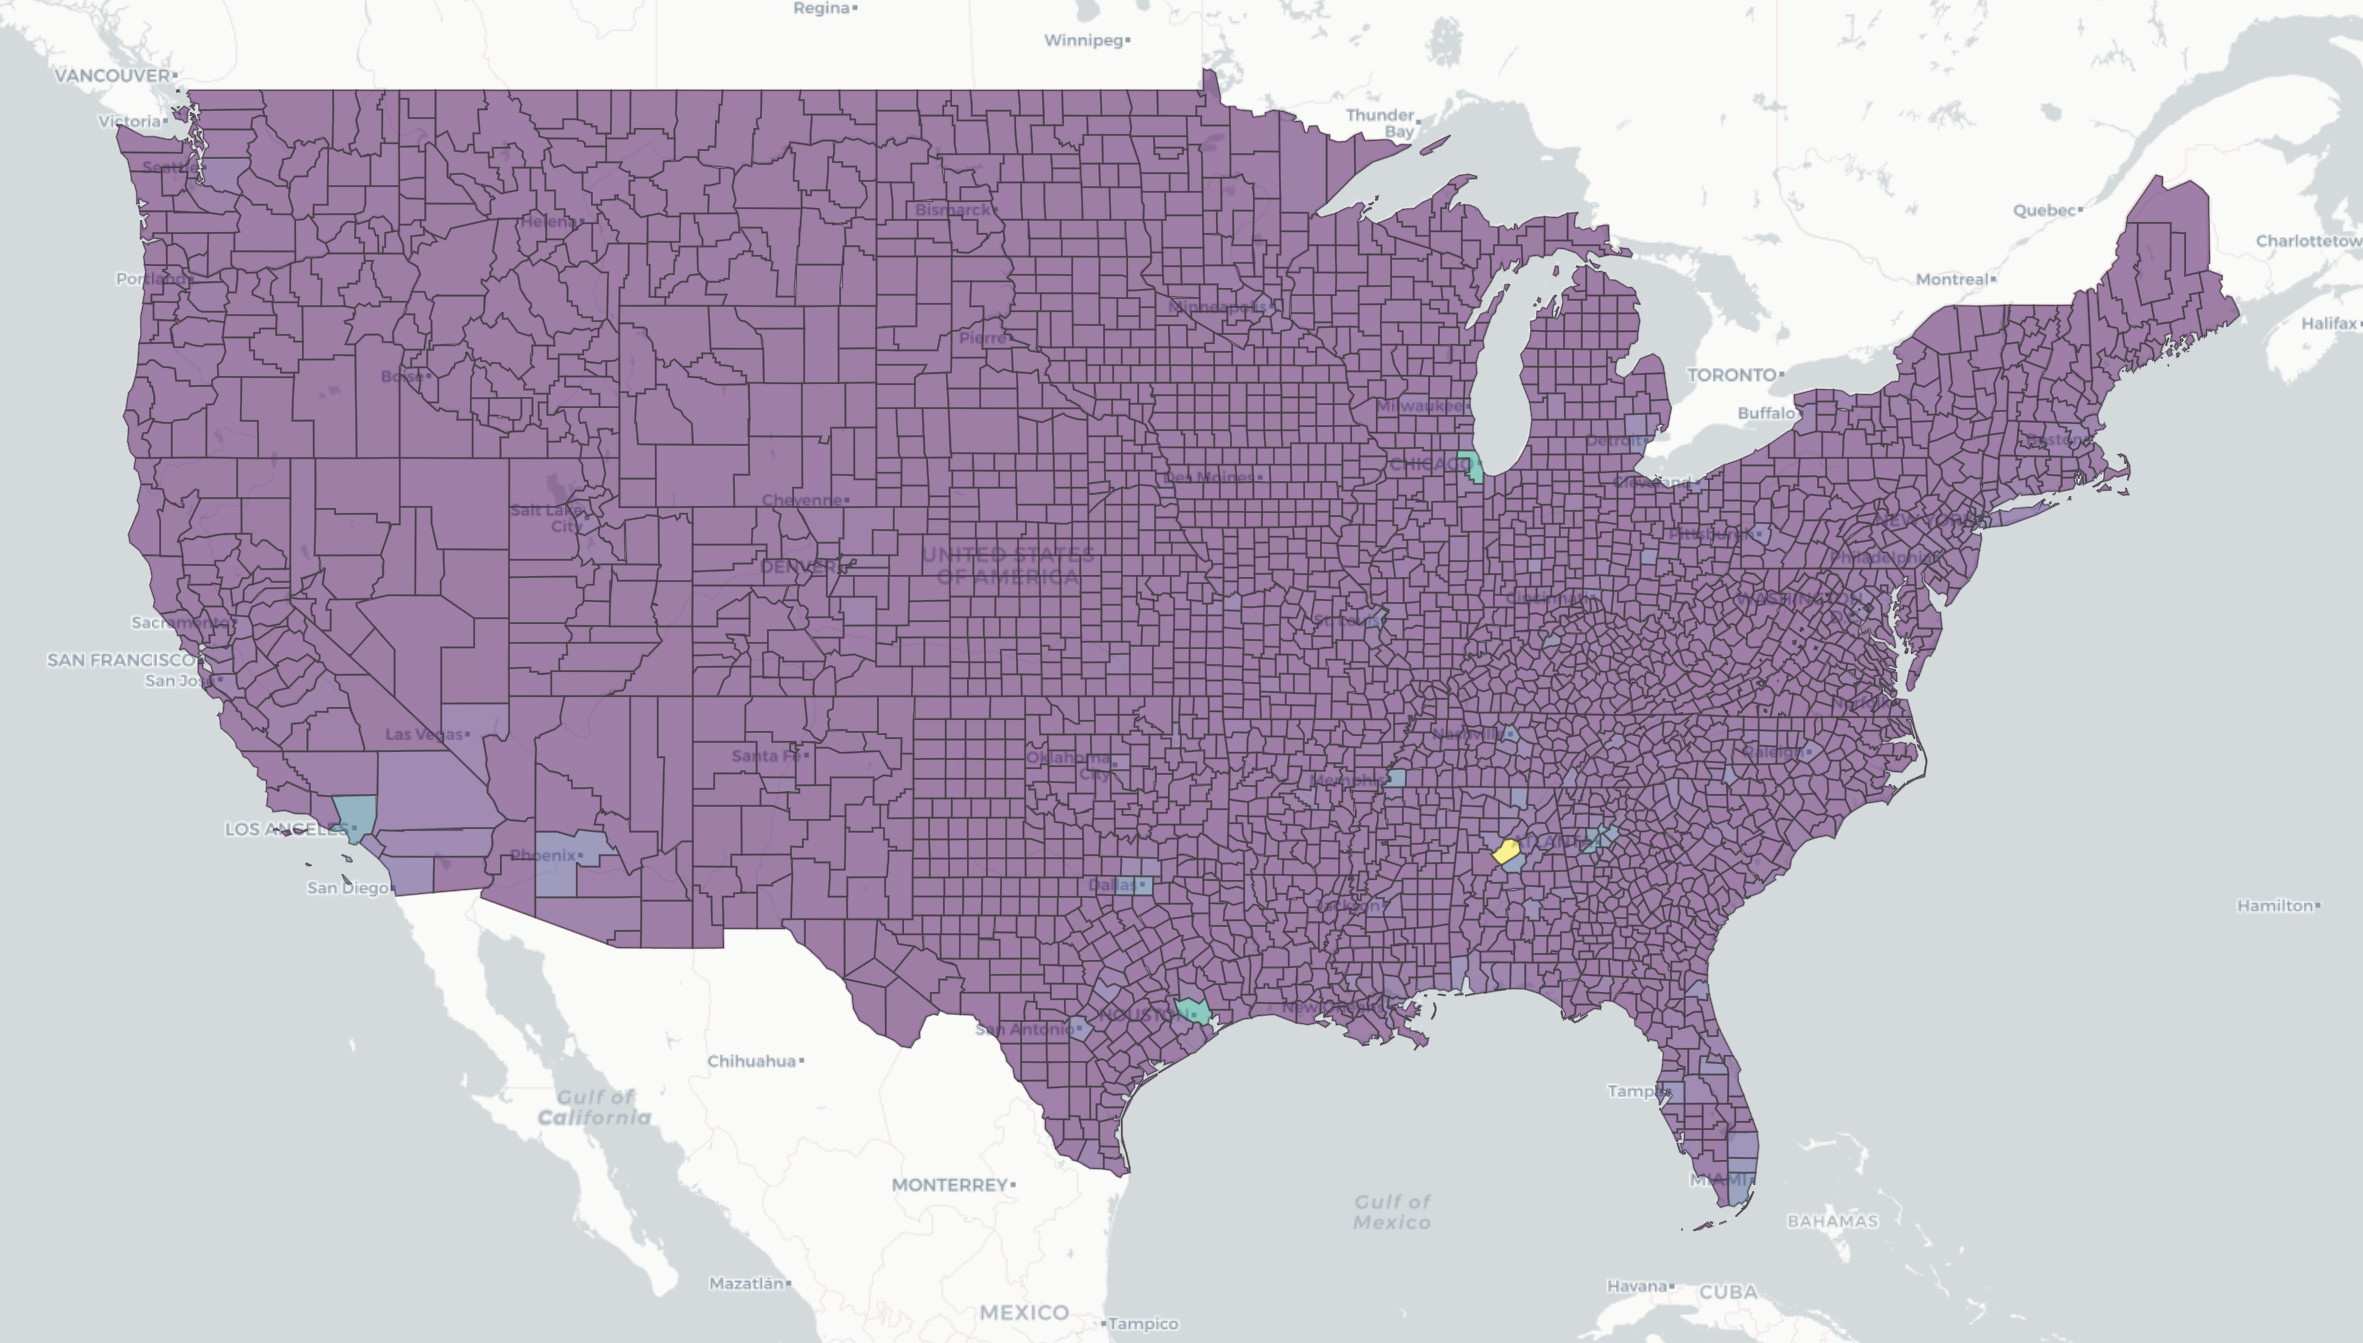 Regina
Winnipeg
VANCOUVER
Victoria
Thunder
Bay
Seattle
Quebec
Bismarck
Helena
Charlottetow
Portland
Montreal
Minneapolis
Halifax
Pierre
TORONTO
Boise
Milwaukee
Buffalo
Detroit
Boston
CHICAGO
Des Moines
Cleveland
Cheyenne
Salt Lake
City
NEW YORK
Pittsburgh
UNITED STATES
OF AMERICA
Philadelphia
DENVER
Cincinnati
WASHINGTON
D.C.
St. Louis
Sacramento
SAN FRANCISCO
San Jose
Norfolk
Las Vegas
Nashville
Raleigh
Santa Fe
Oklahoma
City
Memphis
LOS ANGELES
ATLANTA
Phoenix
San Diego
Dallas
Jackson
Hamilton
New Orleans
HOUSTON
San Antonio
Chihuahua
Gulf of
California
Tampa
MIAMI
MONTERREY
Gulf of
Mexico
BAHAMAS
Mazatlán
Havana
CUBA
MEXICO
Tampico